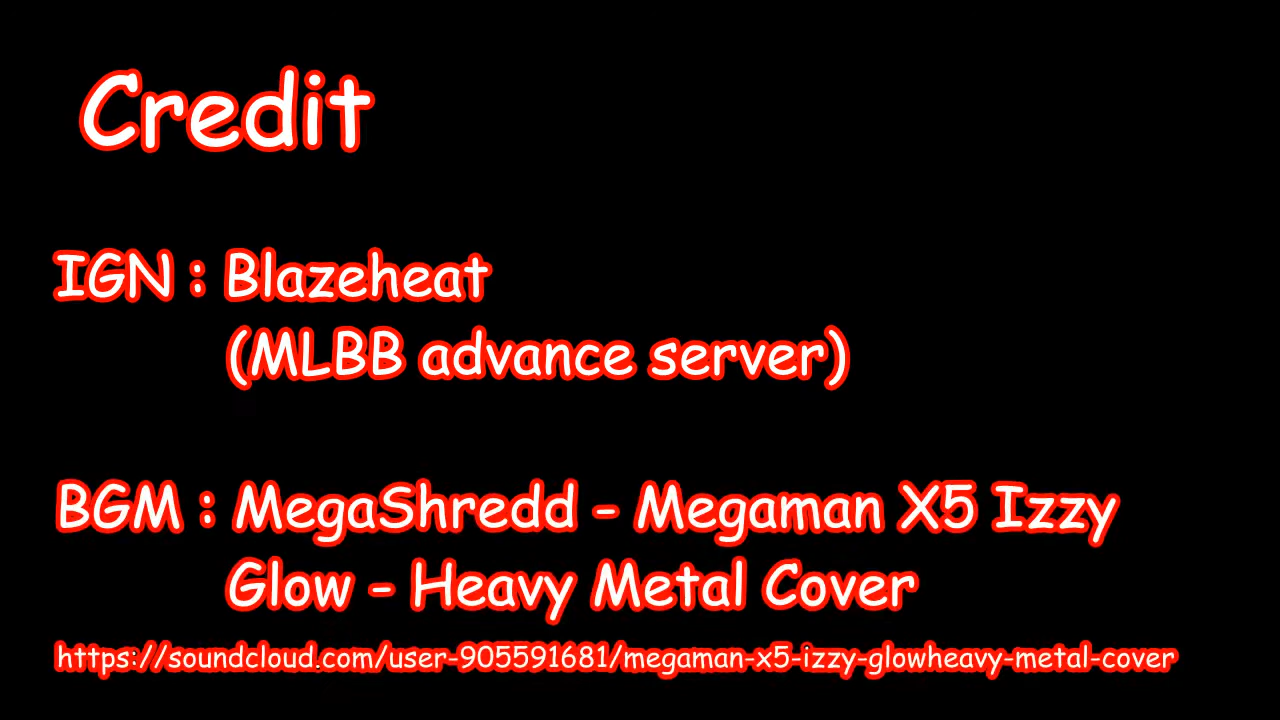 Credit
IGN : Blazeheat
(MLBB advance server)
BGM : MegaShredd - Megaman X5 Izzy
Glow - Heavy Metal Cover
https://soundcloud.com/user-905591681/megaman-x5-izzy-glowheavy-metal-cover